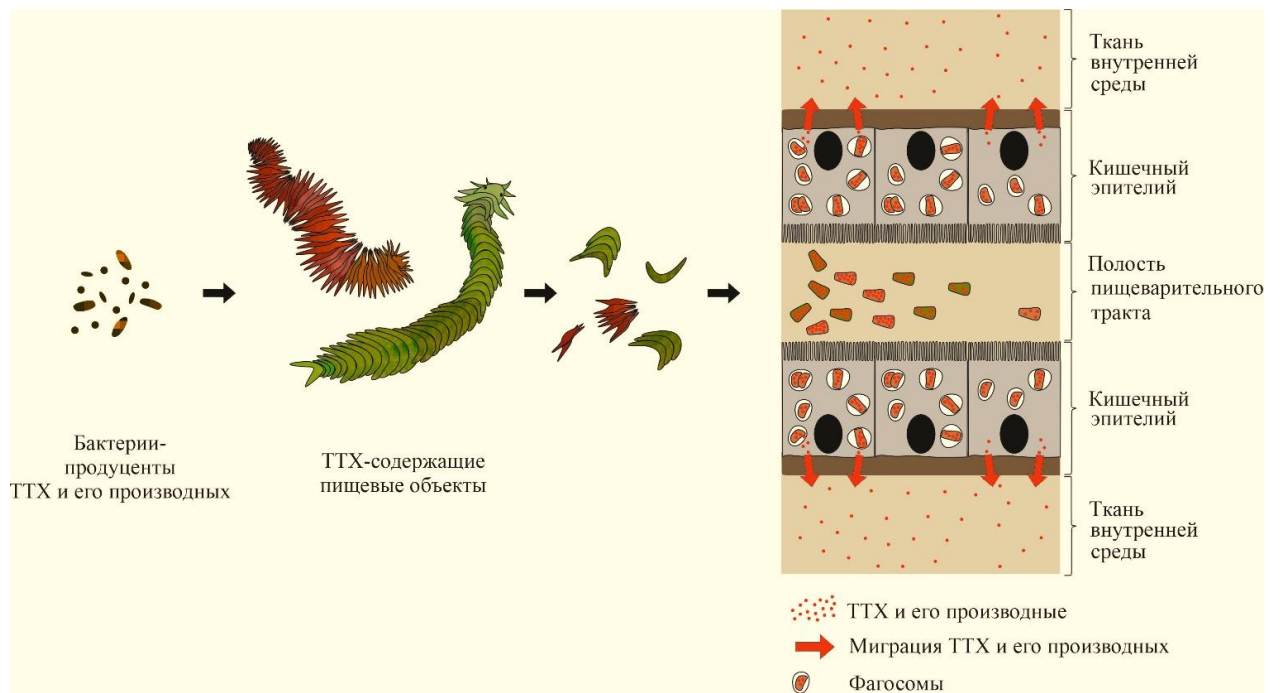 Ткань
внутренней
среды
Кишечный
эпителий
Полость
пищеварительного
тракта
Кишечный
эпителий
Ткань
внутренней
среды
Бактерии-
продуценты
ТТХ и его производных
ТТХ-содержащие
пищевые объекты
ТТХ и его производные
Миграция ТТХ и его производных
Фагосомы